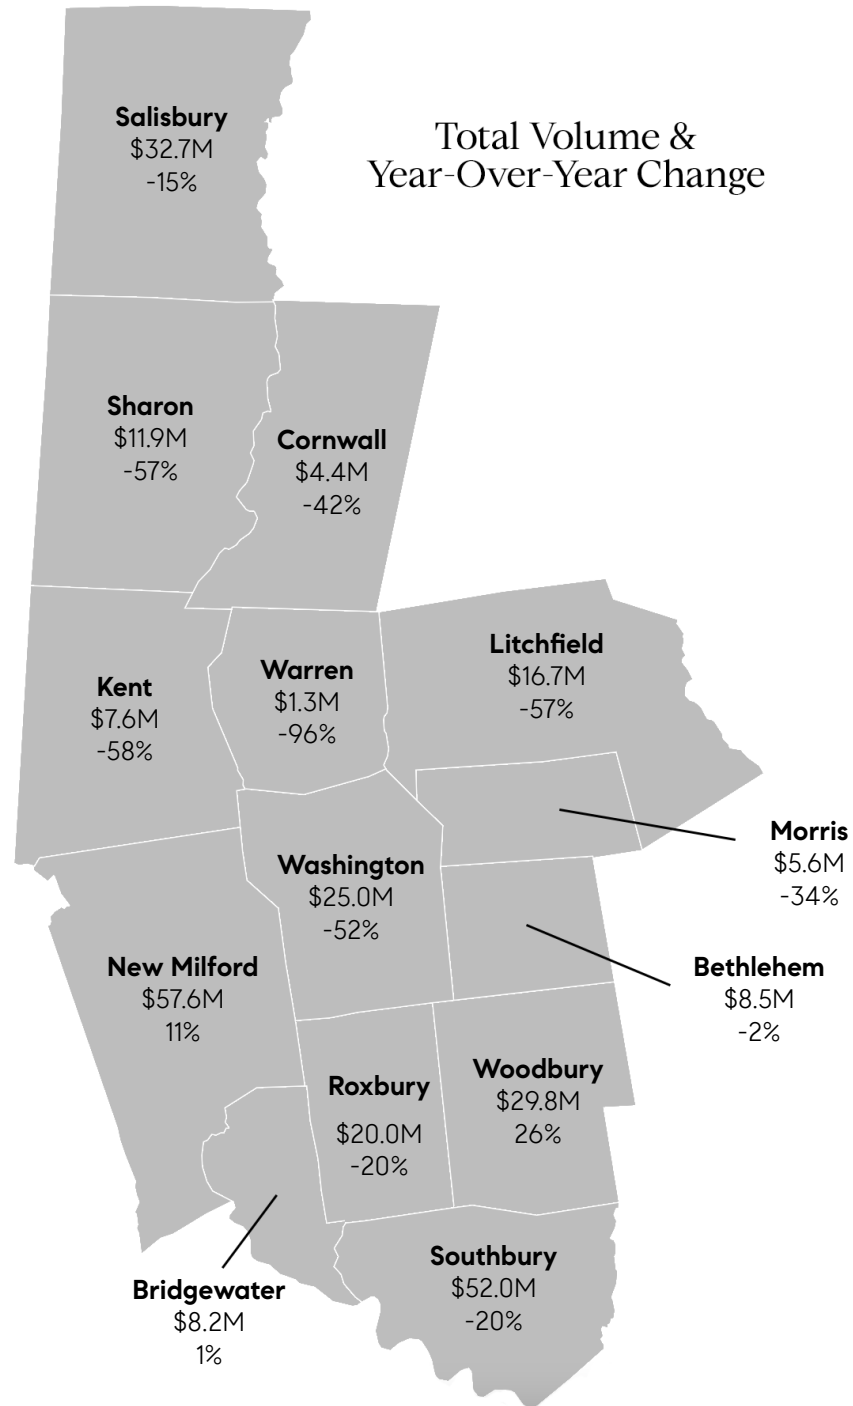 Total Volume &
Year-Over-Year Change
Salisbury
$32.7M
-15%
Sharon
$11.9M
-57%
Cornwall
$4.4M
-42%
Litchfield
$16.7M
-57%
Warren
$1.3M
-96%
Kent
$7.6M
-58%
Morris
$5.6M
-34%
Washington
$25.0M
-52%
New Milford
$57.6M
11%
Bethlehem
$8.5M
-2%
Roxbury
$20.0M
-20%
Woodbury
$29.8M
26%
Southbury
$52.0M
-20%
Bridgewater
$8.2M
1%